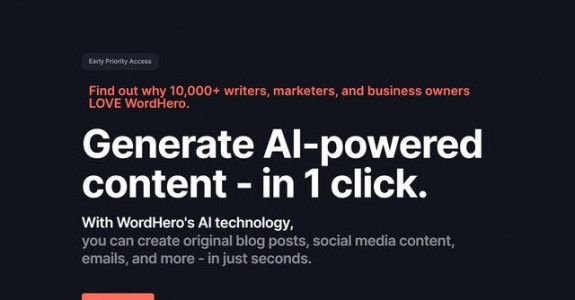 Early Priority Access
Find out why 10,000+ writers, marketers, and business owners
LOVE WordHero.
Generate AI-powered
content - in 1 click.
With WordHero's AI technology,
you can create original blog posts, social media content,
emails, and more - in just seconds.